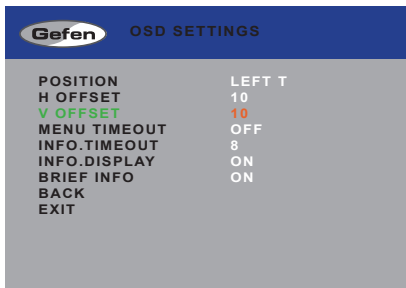 Gefen OSD SETTINGS
POSITION LEFT T
H OFFSET 10
V OFFSET 10
MENU TIMEOUT OFF
INFO.TIMEOUT 8
INFO.DISPLAY ON
BRIEF INFO ON
BACK
EXIT